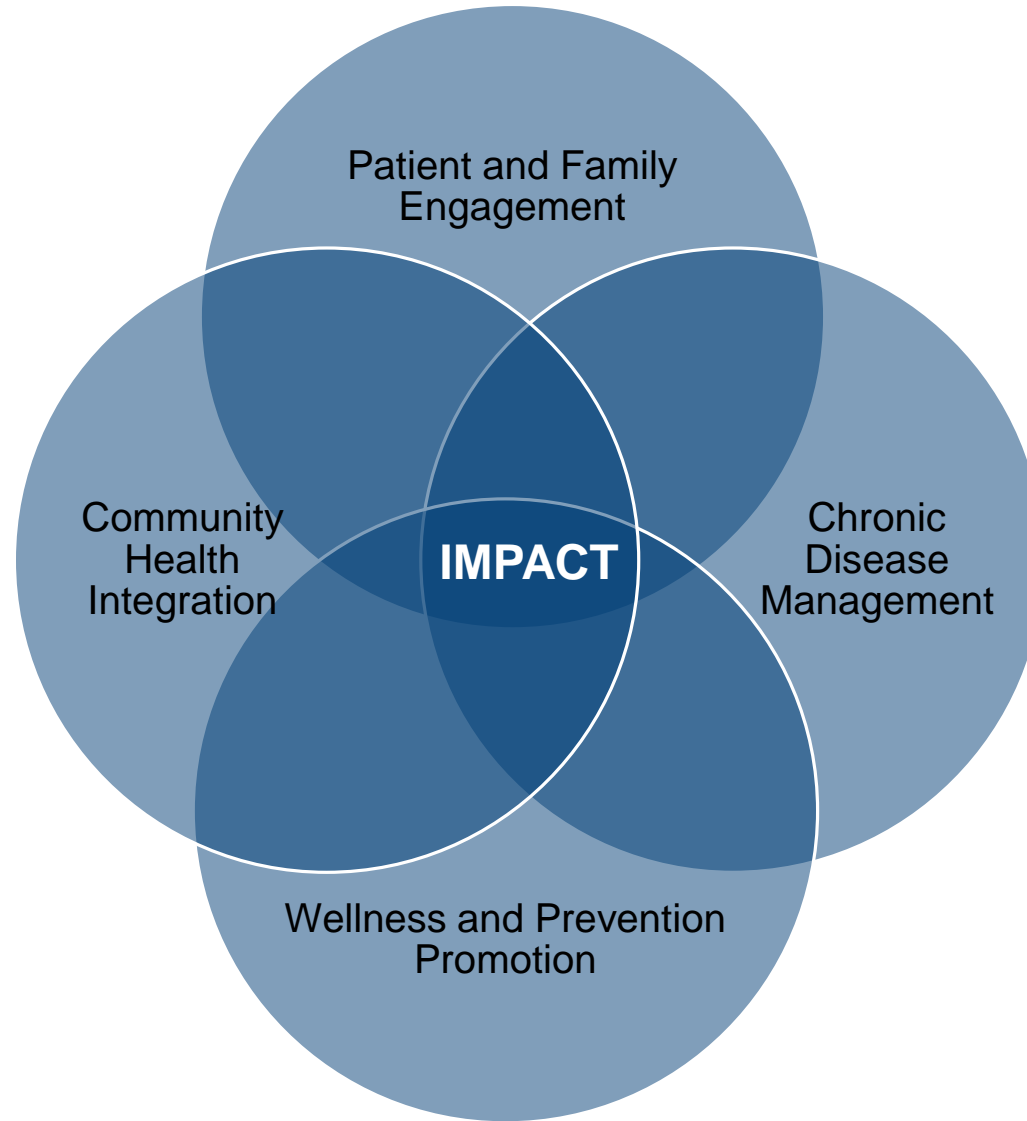 Patient and Family
Engagement
Community
Health
Integration
IMPACT
Chronic
Disease
Management
Wellness and Prevention
Promotion